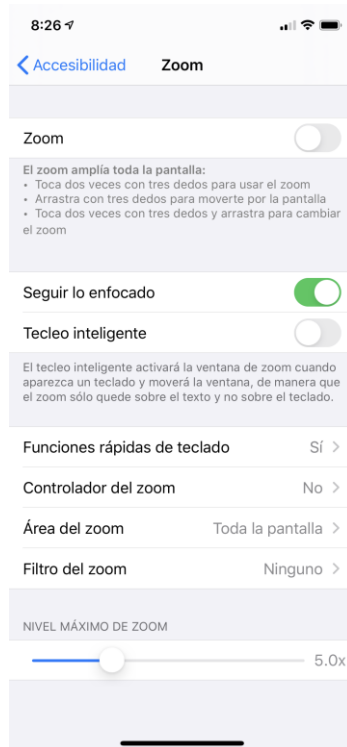 8:26
Accesibilidad Zoom
Zoom
El zoom amplía toda la pantalla:
• Toca dos veces con tres dedos para usar el zoom
• Arrastra con tres dedos para moverte por la pantalla
• Toca dos veces con tres dedos y arrastra para cambiar
el zoom
Seguir lo enfocado
Tecleo inteligente
El tecleo inteligente activará la ventana de zoom cuando
aparezca un teclado y moverá la ventana, de manera que
el zoom sólo quede sobre el texto y no sobre el teclado.
Funciones rápidas de teclado Sí
Controlador del zoom No
Área del zoom Toda la pantalla
Filtro del zoom Ninguno
NIVEL MÁXIMO DE ZOOM
5.0x